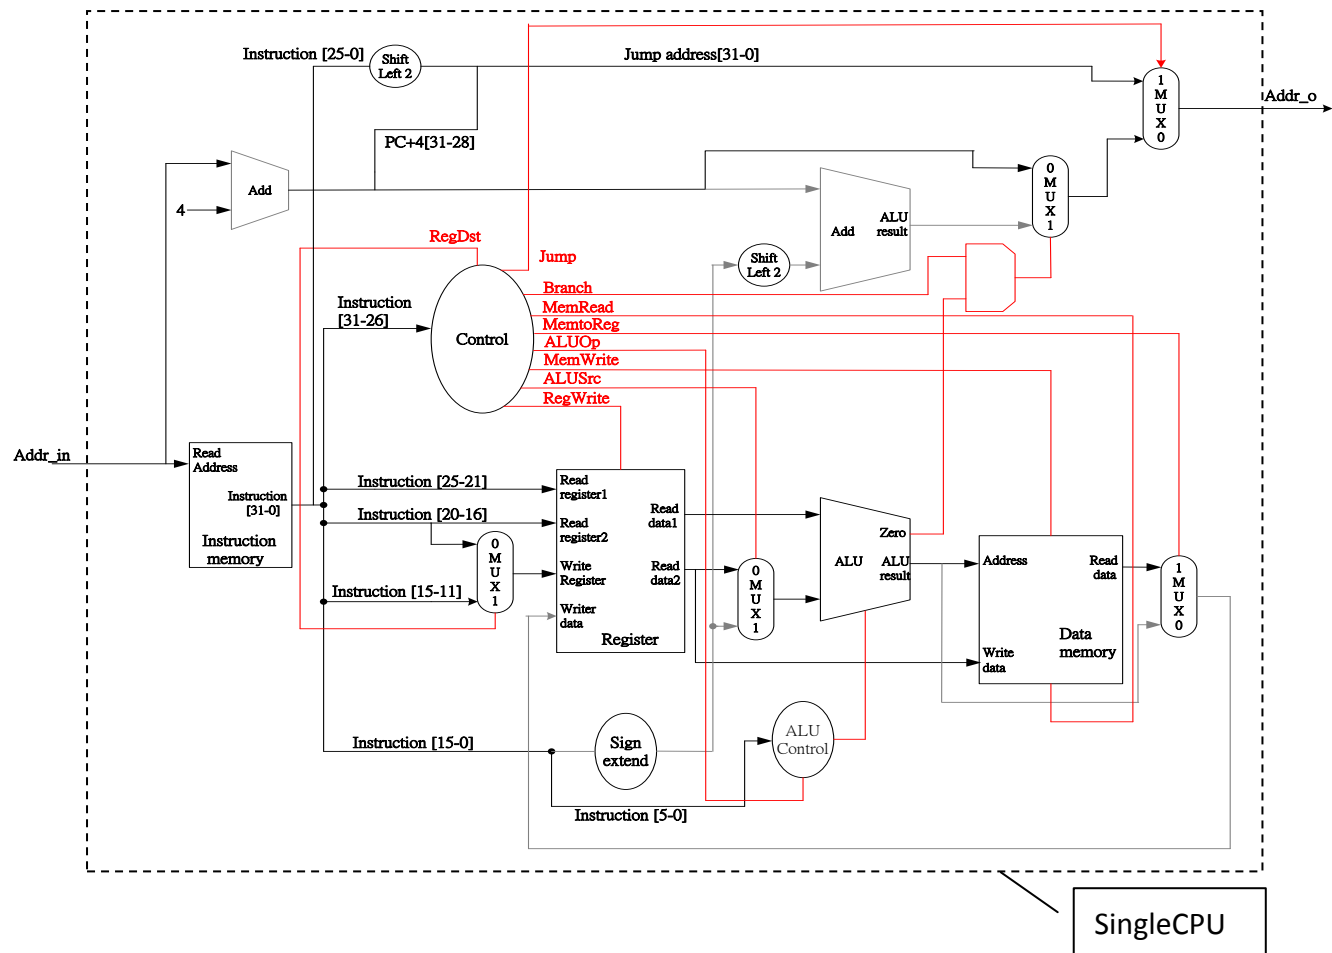 Instruction [25-0]
Shift
Left 2
Jump address[31-0]
1
M
U
X
0
Addr_o
PC+4[31-28]
Add
4
0
M
U
X
1
Add
ALU
result
Shift
Left 2
RegDst
Jump
Branch
MemRead
MemtoReg
ALUOp
MemWrite
ALUSrc
RegWrite
Instruction
[31-26]
Control
Addr_in
Read
Address
Instruction
[31-0]
Instruction
memory
Instruction [25-21]
Instruction [20-16]
Instruction [15-11]
0
M
U
X
1
Read
register1
Read
register2
Write
Register
Writer
data
Read
data1
Read
data2
Register
0
M
U
X
1
Zero
ALU
ALU
result
Address
Read
data
Write
data
Data
memory
1
M
U
X
0
Instruction [15-0]
Sign
extend
ALU
Control
Instruction [5-0]
SingleCPU